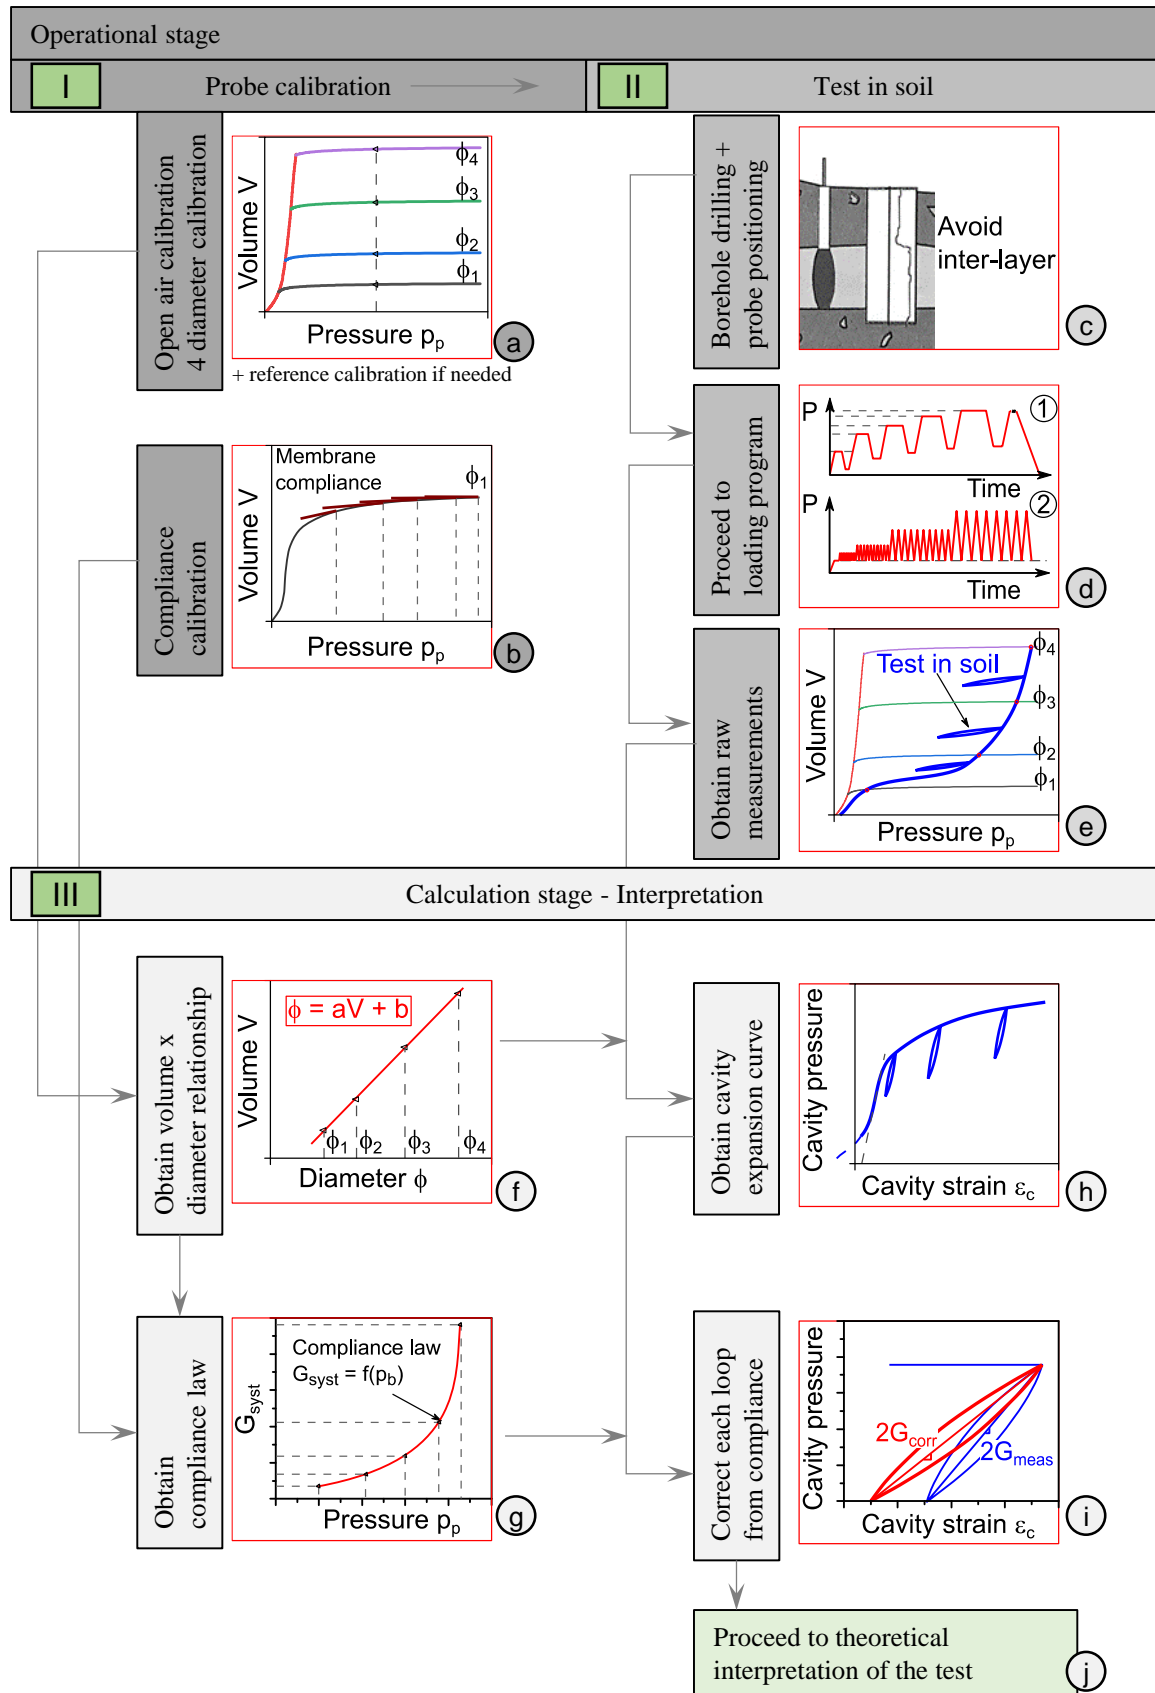 Operational stage
I
Probe calibration
II
Test in soil
Open air calibration
4 diameter calibration
Volume V
ϕ4
ϕ3
ϕ2
ϕ1
Pressure pp
a
+ reference calibration if needed
Compliance
calibration
Volume V
Membrane
compliance
ϕ1
Pressure pp
b
Borehole drilling +
probe positioning
Avoid
inter-layer
c
Proceed to
loading program
P
1
Time
P
2
Time
d
Obtain raw
measurements
Volume V
Test in soil
ϕ4
ϕ3
ϕ2
ϕ1
Pressure pp
e
III
Calculation stage - Interpretation
Obtain volume x
diameter relationship
Volume V
ϕ = aV + b
ϕ1
ϕ2
ϕ3
ϕ4
Diameter ϕ
f
Obtain
compliance law
Gsyst
Compliance law
Gsyst = f(pb)
Pressure pp
g
Obtain cavity
expansion curve
Cavity pressure
Cavity strain εc
h
Correct each loop
from compliance
Cavity pressure
2Gcorr
2Gmeas
Cavity strain εc
i
Proceed to theoretical
interpretation of the test
j